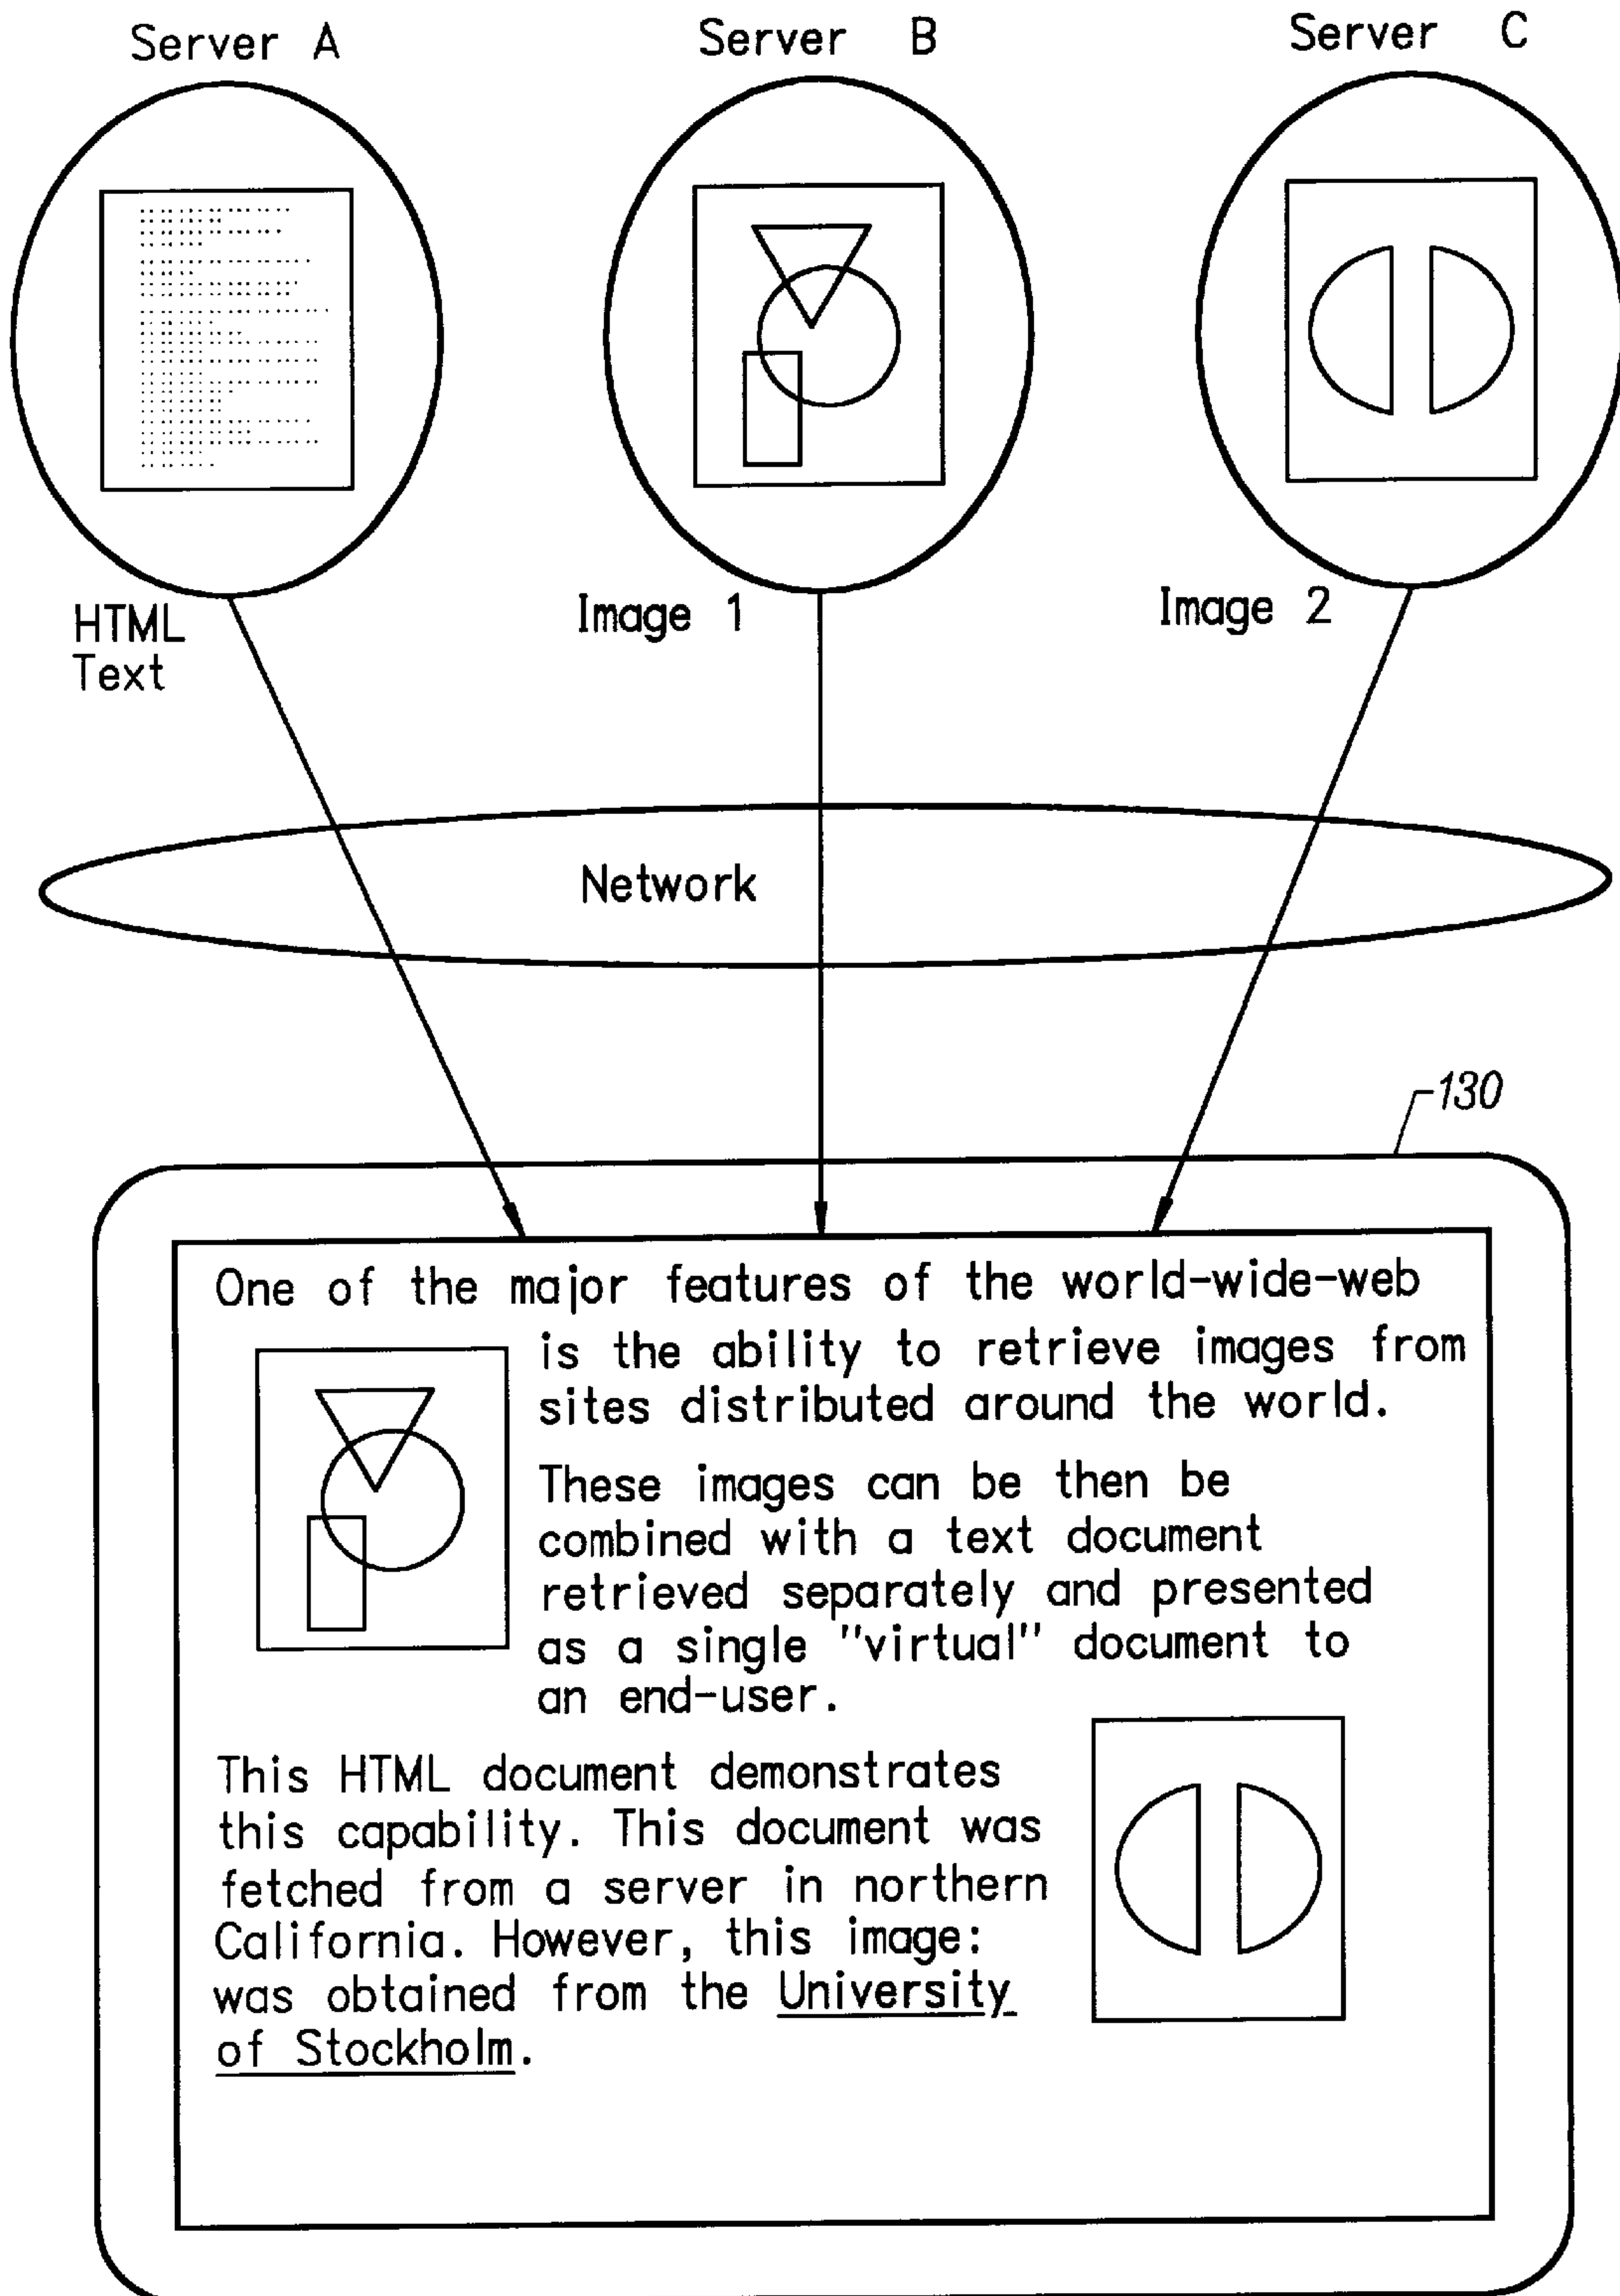 Server A
Server B
Server C
HTML
Text
Image 1
Image 2
Network
130
One of the major features of the world-wide-web
is the ability to retrieve images from
sites distributed around the world.
These images can be then be
combined with a text document
retrieved separately and presented
as a single "virtual" document to
an end-user.
This HTML document demonstrates
this capability. This document was
fetched from a server in northern
California. However, this image:
was obtained from the University
of Stockholm.